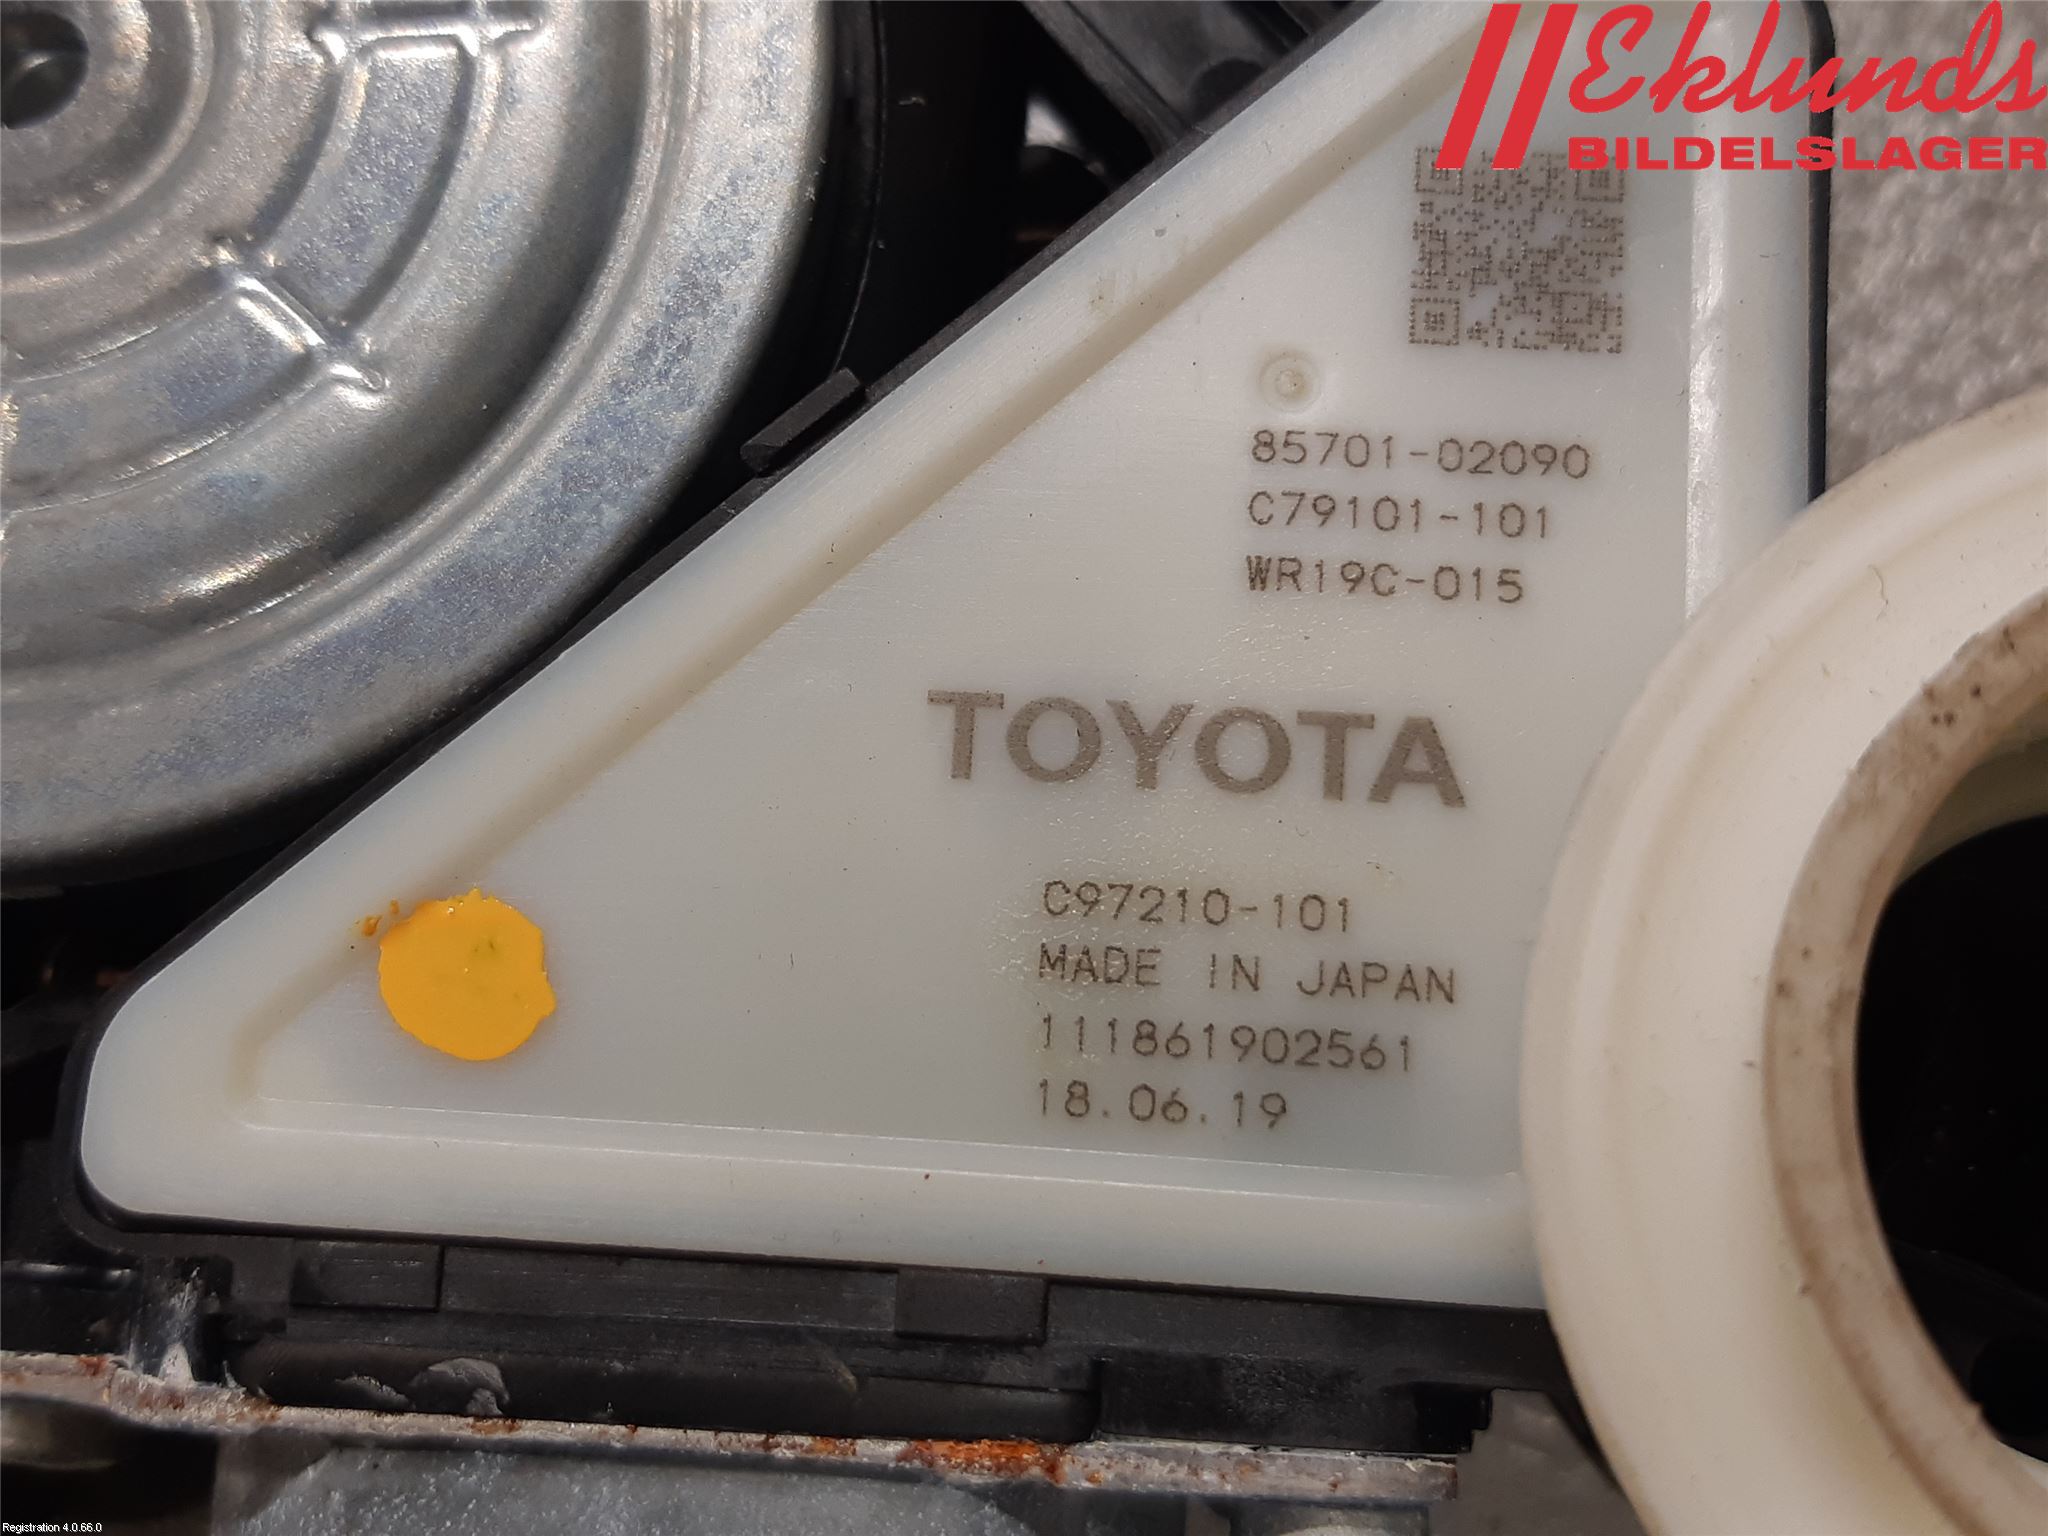 Eklunds
BILDELSLAGER
85701-02090
C79101-101
WR19C-015
TOYOTA
C97210-101
MADE IN JAPAN
111861902561
18.06.19
Registration 4.0.66.0